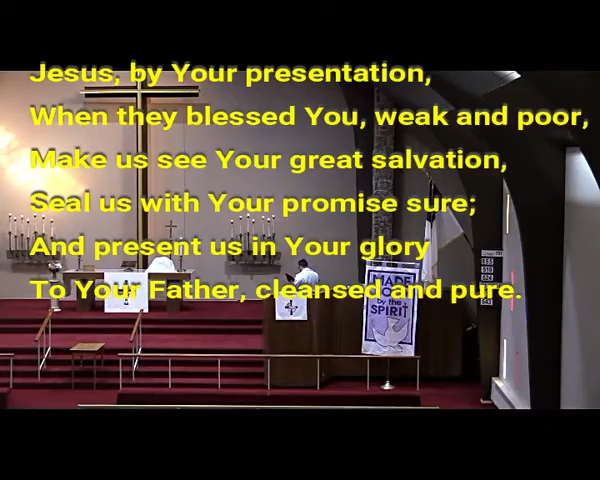 Jesus, by Your presentation,
When they blessed You, weak and poor,
Make us see Your great salvation,
Seal us with Your promise sure;
And present us in Your glory
To Your Father, cleansed and pure.
MADE
by the
SPIRIT